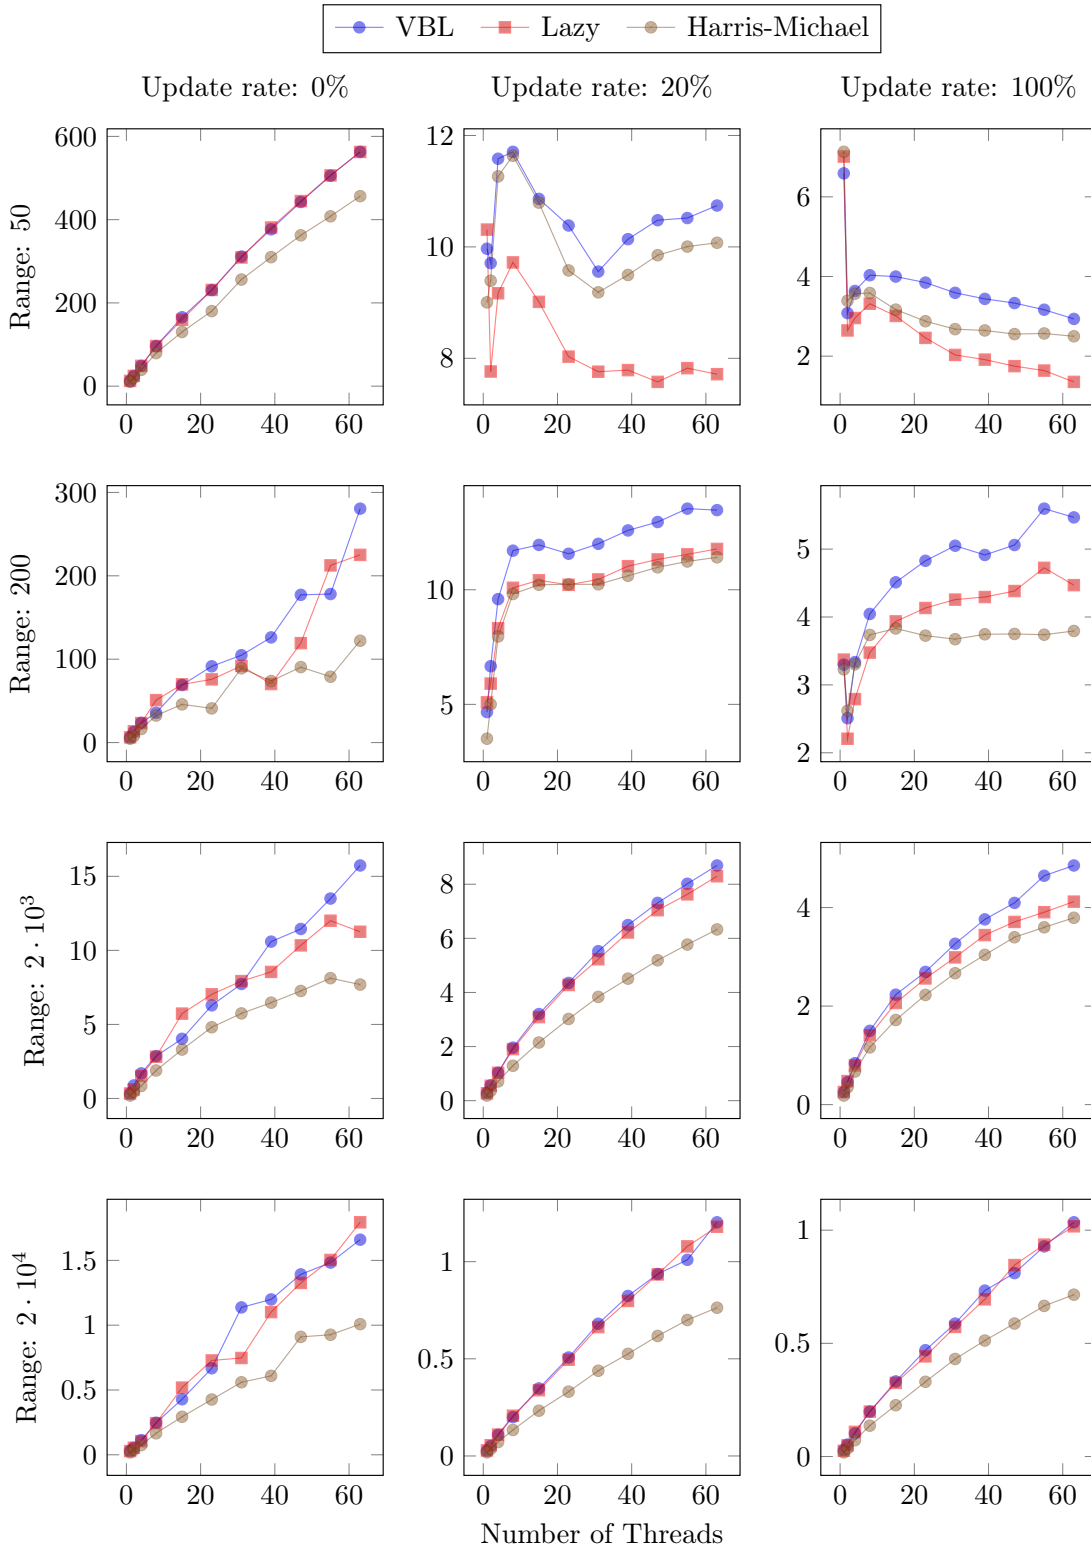 VBL Lazy Harris-Michael
Update rate: 0% Update rate: 20% Update rate: 100%
Range: 50
600
400
200
0
0 20 40 60
12
10
8
0 20 40 60
6
4
2
0 20 40 60
Range: 200
300
200
100
0
0 20 40 60
10
5
0 20 40 60
5
4
3
2
0 20 40 60
Range: 2 · 10³
15
10
5
0
0 20 40 60
8
6
4
2
0
0 20 40 60
4
2
0
0 20 40 60
Range: 2 · 10⁴
1.5
1
0.5
0
0 20 40 60
1
0.5
0
0 20 40 60
1
0.5
0
0 20 40 60
Number of Threads